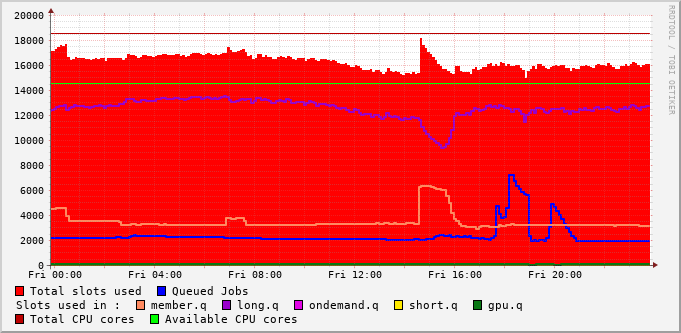 20000
18000
16000
14000
12000
10000
8000
6000
4000
2000
0
Fri 00:00 Fri 04:00 Fri 08:00 Fri 12:00 Fri 16:00 Fri 20:00
RRDTOOL / TOBI OETIKER
Total slots used Queued Jobs
Slots used in : member.q long.q ondemand.q short.q gpu.q
Total CPU cores Available CPU cores